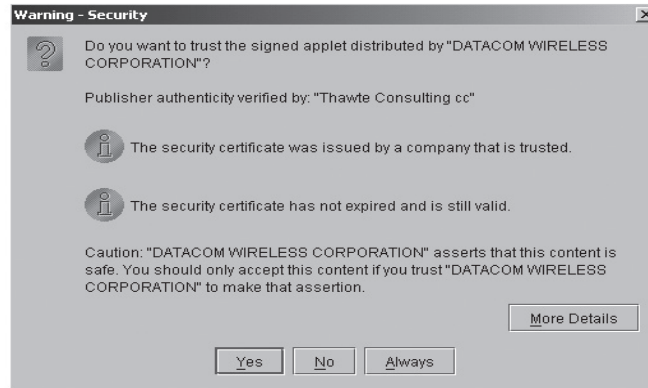 Warning - Security
Do you want to trust the signed applet distributed by "DATACOM WIRELESS
CORPORATION"?
Publisher authenticity verified by: "Thawte Consulting cc"
The security certificate was issued by a company that is trusted.
The security certificate has not expired and is still valid.
Caution: "DATACOM WIRELESS CORPORATION" asserts that this content is
safe. You should only accept this content if you trust "DATACOM WIRELESS
CORPORATION" to make that assertion.
More Details
Yes No Always